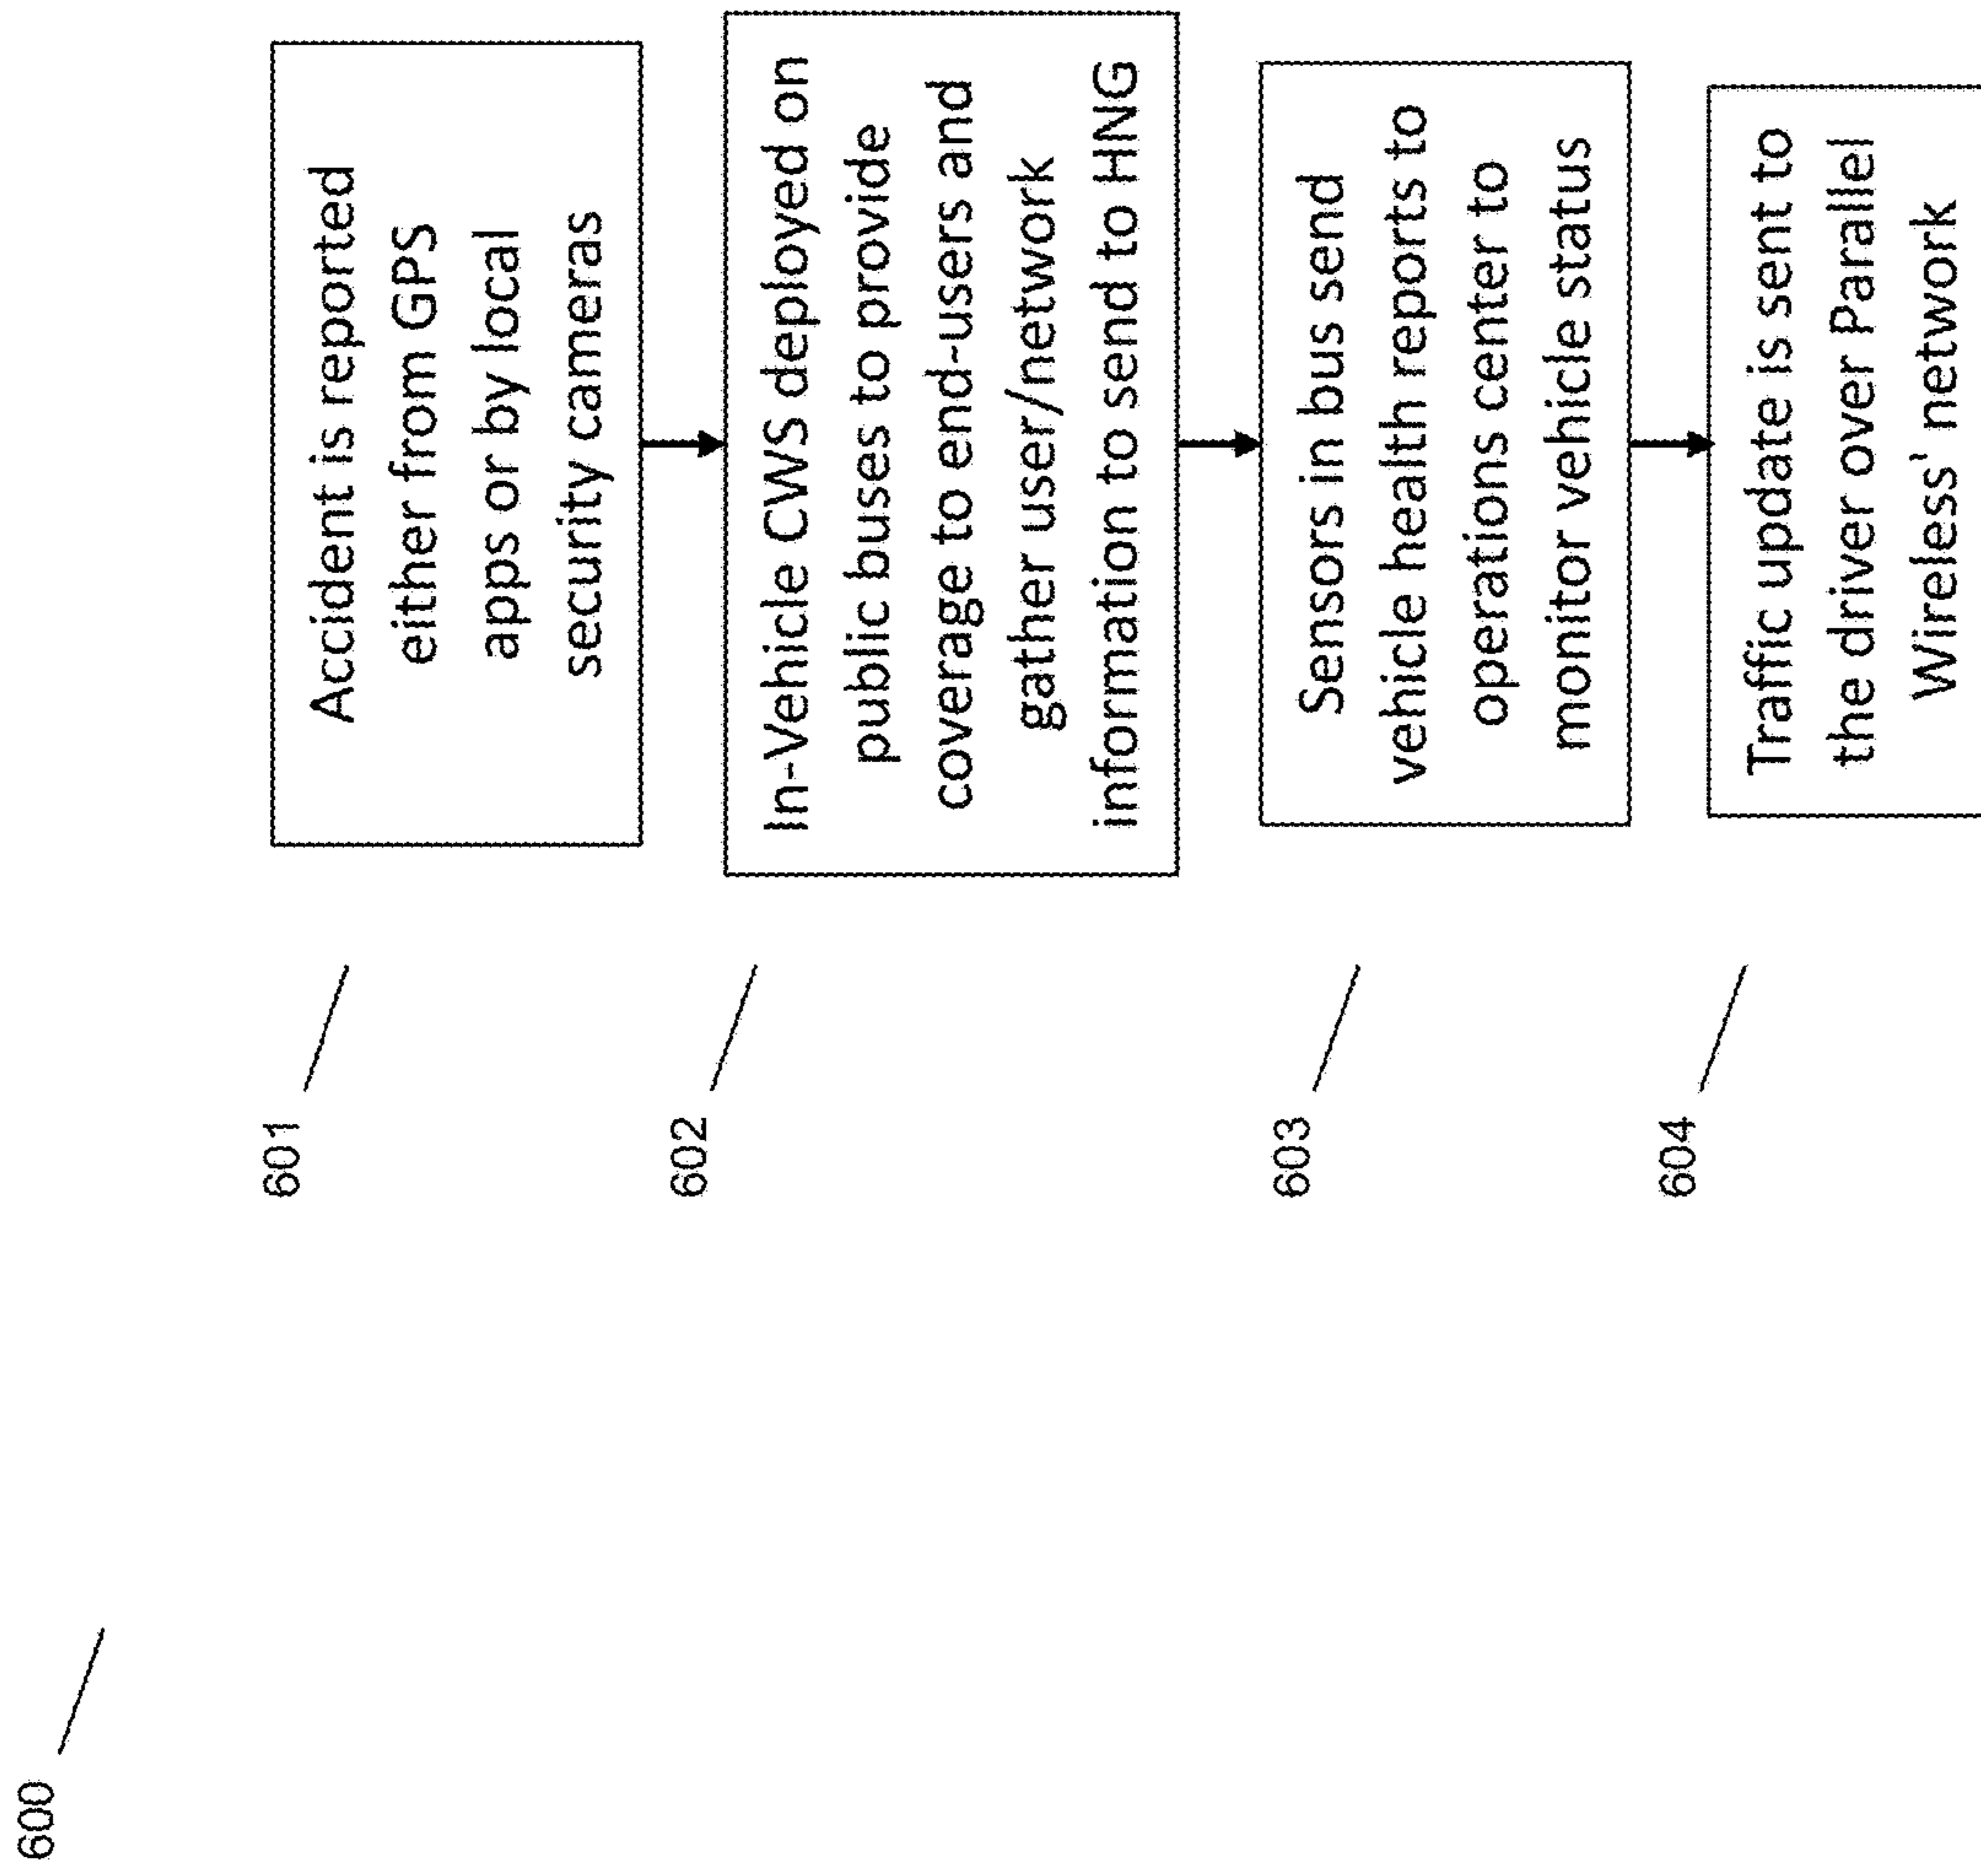 600
601
Accident is reported
either from GPS
apps or by local
security cameras
602
In-Vehicle CWS deployed on
public buses to provide
coverage to end-users and
gather user/network
information to send to HNG
603
Sensors in bus send
vehicle health reports to
operations center to
monitor vehicle status
604
Traffic update is sent to
the driver over Parallel
Wireless' network